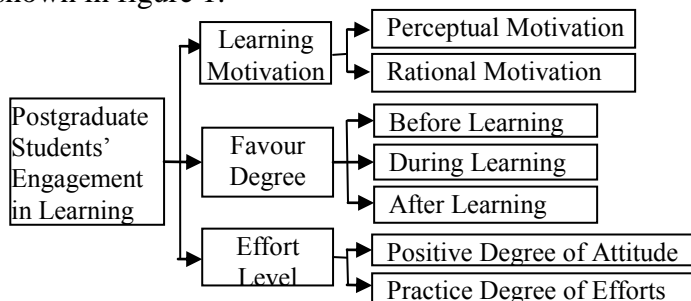 shown in figure 1.
Learning
Motivation
Perceptual Motivation
Rational Motivation
Postgraduate
Students’
Engagement
in Learning
Favour
Degree
Before Learning
During Learning
After Learning
Effort
Level
Positive Degree of Attitude
Practice Degree of Efforts